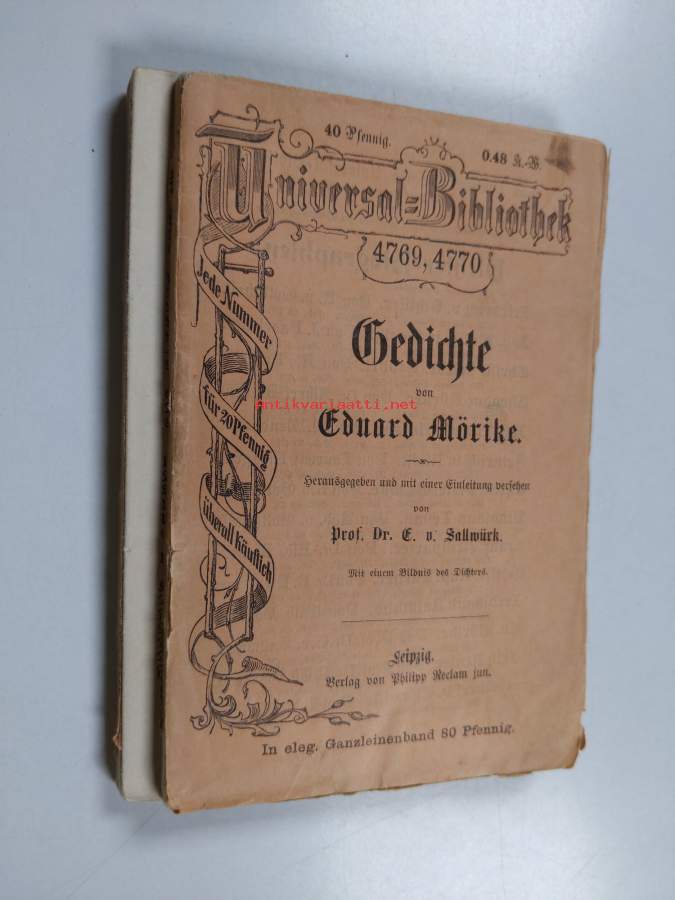 40 Pfennig. 0.48 K.-W.
Universal-Bibliothek
4769, 4770
Jede Nummer
für 20 Pfennig
überall käuflich
Gedichte
von
antikvariaatti.net
Eduard Mörike.
Herausgegeben und mit einer Einleitung versehen
von
Prof. Dr. E. v. Sallwürk.
Mit einem Bildnis des Dichters.
Leipzig.
Verlag von Philipp Reclam jun.
In eleg. Ganzleinenband 80 Pfennig.